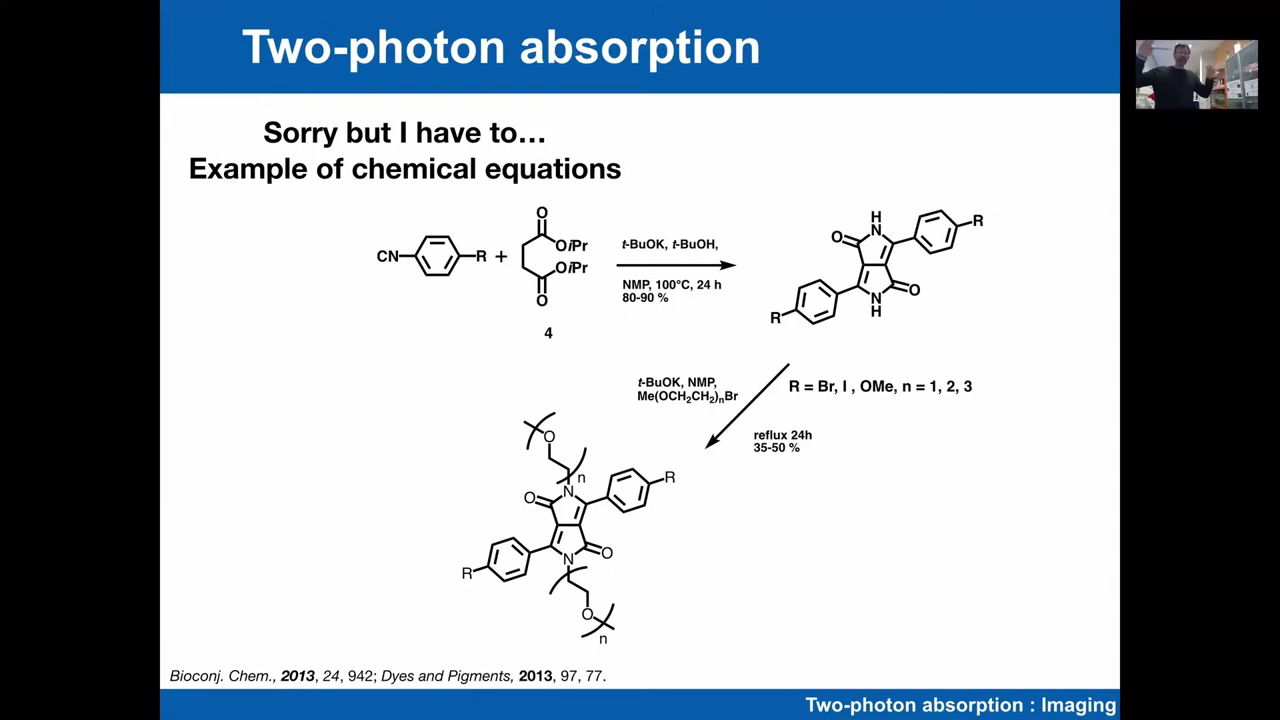 Two-photon absorption
Sorry but I have to…
Example of chemical equations
CN
R
+
O
OiPr
OiPr
O
4
t-BuOK, t-BuOH,
NMP, 100°C, 24 h
80-90 %
H
N
O
R
R
O
N
H
t-BuOK, NMP,
Me(OCH₂CH₂)ₙBr
R = Br, I , OMe, n = 1, 2, 3
reflux 24h
35-50 %
O
n
N
O
R
R
O
N
O
n
Bioconj. Chem., 2013, 24, 942; Dyes and Pigments, 2013, 97, 77.
Two-photon absorption : Imaging